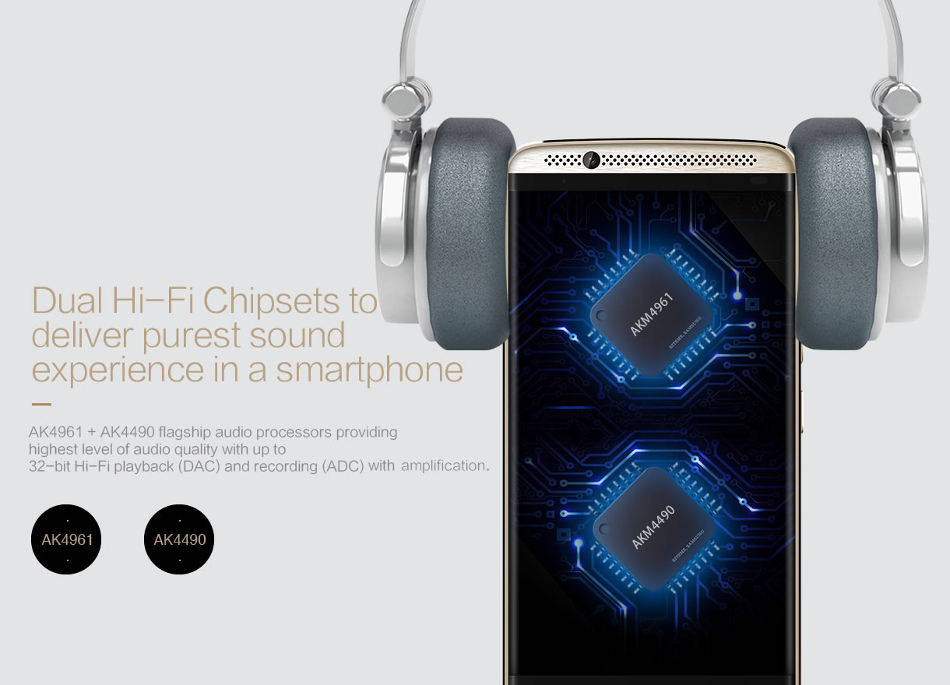 Dual Hi-Fi Chipsets to
deliver purest sound
experience in a smartphone
AK4961 + AK4490 flagship audio processors providing
highest level of audio quality with up to
32-bit Hi-Fi playback (DAC) and recording (ADC) with amplification.
AK4961
AK4490
AKM4961
AKM4490